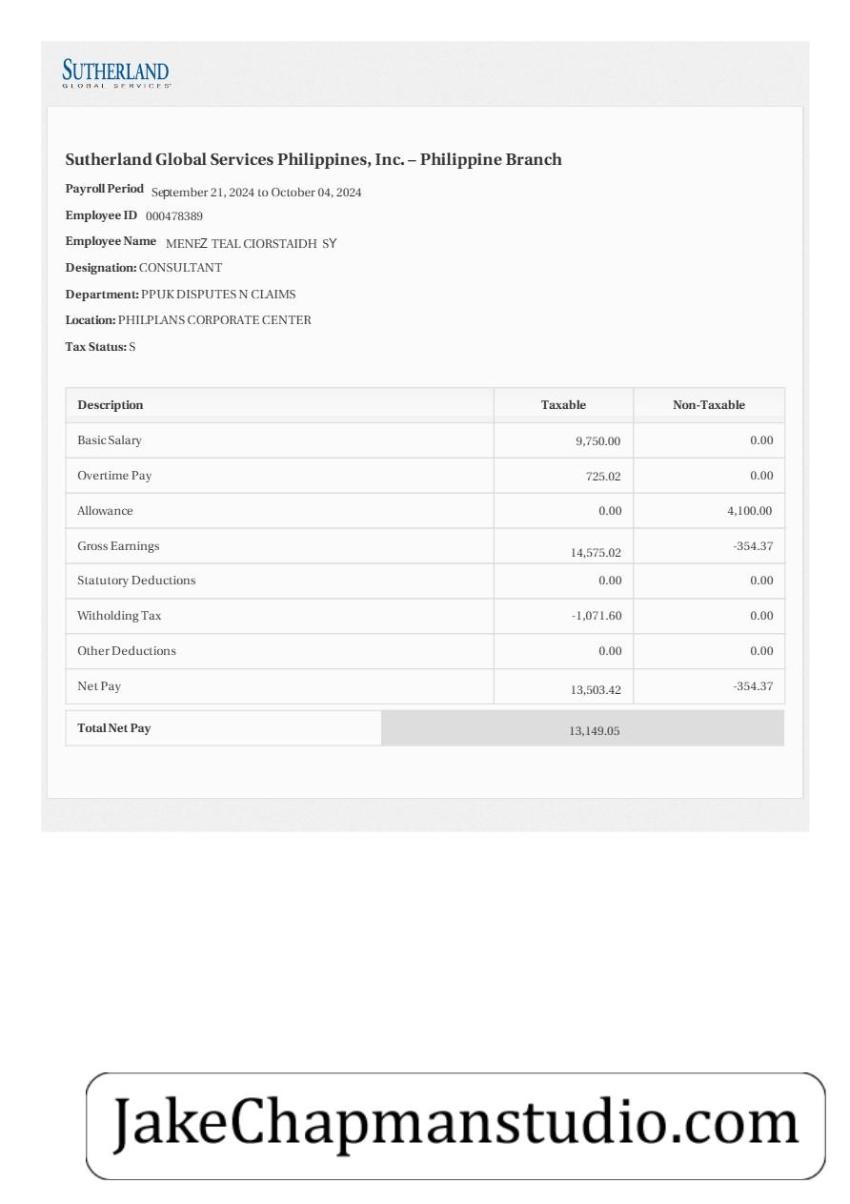 SUTHERLAND
GLOBAL SERVICES
Sutherland Global Services Philippines, Inc. – Philippine Branch
Payroll Period September 21, 2024 to October 04, 2024
Employee ID 000478389
Employee Name MENEZ TEAL CIORSTAIDH SY
Designation: CONSULTANT
Department: PPUK DISPUTES N CLAIMS
Location: PHILPLANS CORPORATE CENTER
Tax Status: S
Description Taxable Non-Taxable
Basic Salary 9,750.00 0.00
Overtime Pay 725.02 0.00
Allowance 0.00 4,100.00
Gross Earnings 14,575.02 -354.37
Statutory Deductions 0.00 0.00
Witholding Tax -1,071.60 0.00
Other Deductions 0.00 0.00
Net Pay 13,503.42 -354.37
Total Net Pay 13,149.05
JakeChapmanstudio.com